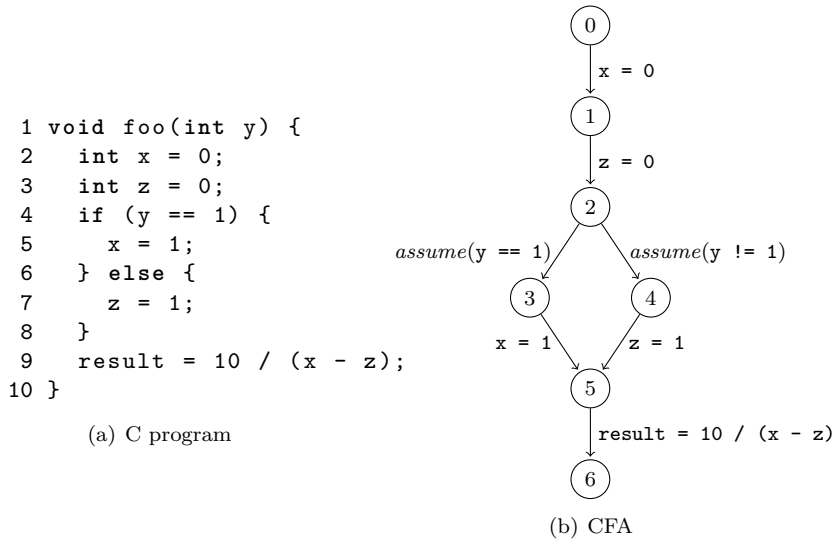 1 void foo(int y) {
2   int x = 0;
3   int z = 0;
4   if (y == 1) {
5     x = 1;
6   } else {
7     z = 1;
8   }
9   result = 10 / (x - z);
10 }
(a) C program
0
x = 0
1
z = 0
2
assume(y == 1)
assume(y != 1)
3
4
x = 1
z = 1
5
result = 10 / (x - z)
6
(b) CFA